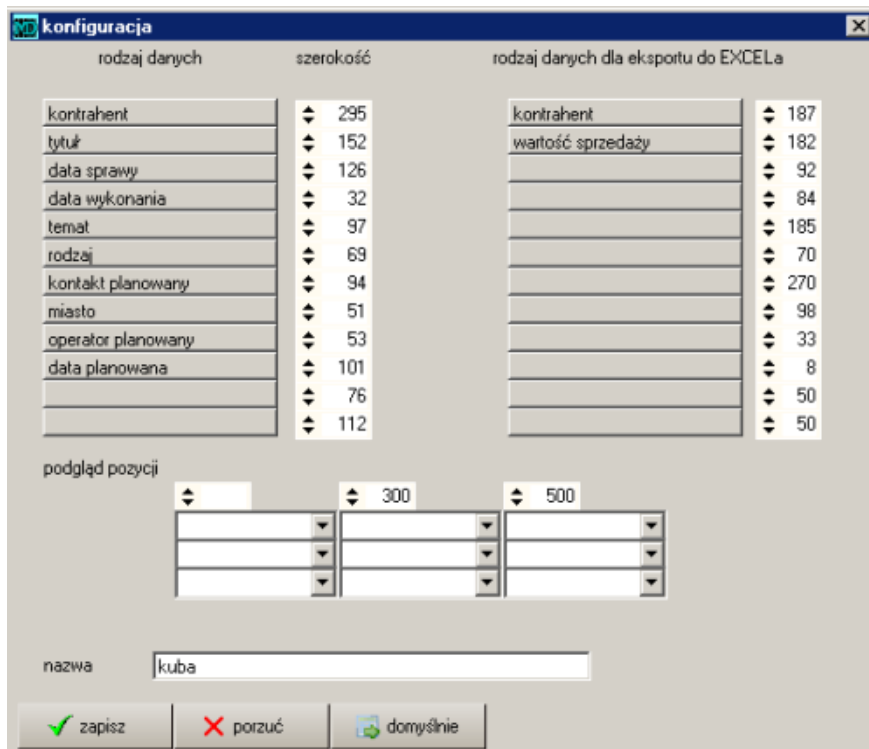 konfiguracja
rodzaj danych szerokość rodzaj danych dla eksportu do EXCELa
kontrahent 295 kontrahent 187
tytuł 152 wartość sprzedaży 182
data sprawy 126 92
data wykonania 32 84
temat 97 185
rodzaj 69 70
kontakt planowany 94 270
miasto 51 98
operator planowany 53 33
data planowana 101 8
76 50
112 50
podgląd pozycji
300 500
nazwa kuba
zapisz porzuć domyślnie